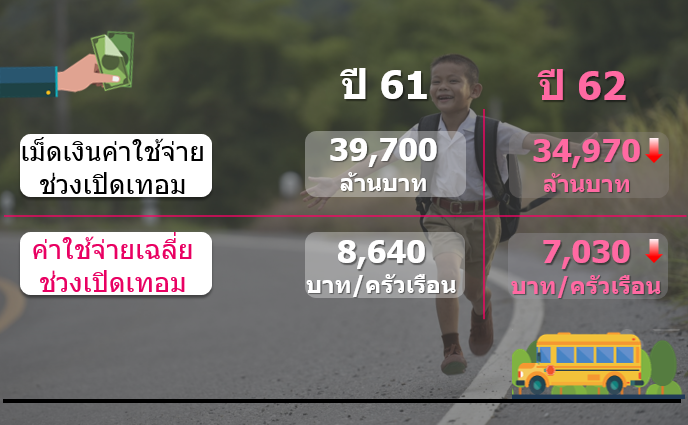 ปี 61
ปี 62
เม็ดเงินค่าใช้จ่าย
ช่วงเปิดเทอม
39,700
ล้านบาท
34,970
ล้านบาท
ค่าใช้จ่ายเฉลี่ย
ช่วงเปิดเทอม
8,640
บาท/ครัวเรือน
7,030
บาท/ครัวเรือน